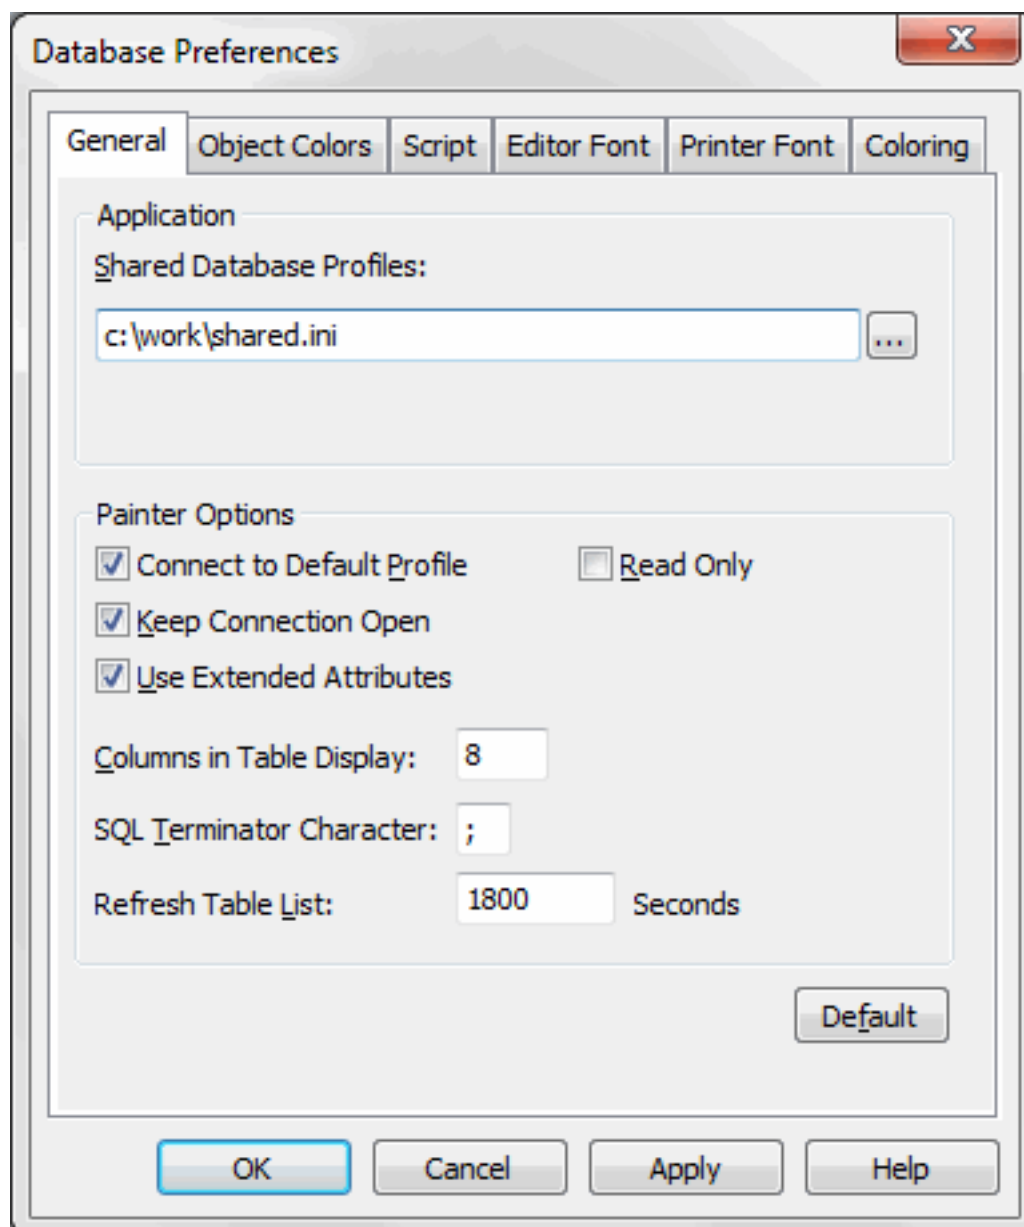 Database Preferences
General Object Colors Script Editor Font Printer Font Coloring
Application
Shared Database Profiles:
c:\work\shared.ini ...
Painter Options
Connect to Default Profile Read Only
Keep Connection Open
Use Extended Attributes
Columns in Table Display: 8
SQL Terminator Character: ;
Refresh Table List: 1800 Seconds
Default
OK Cancel Apply Help